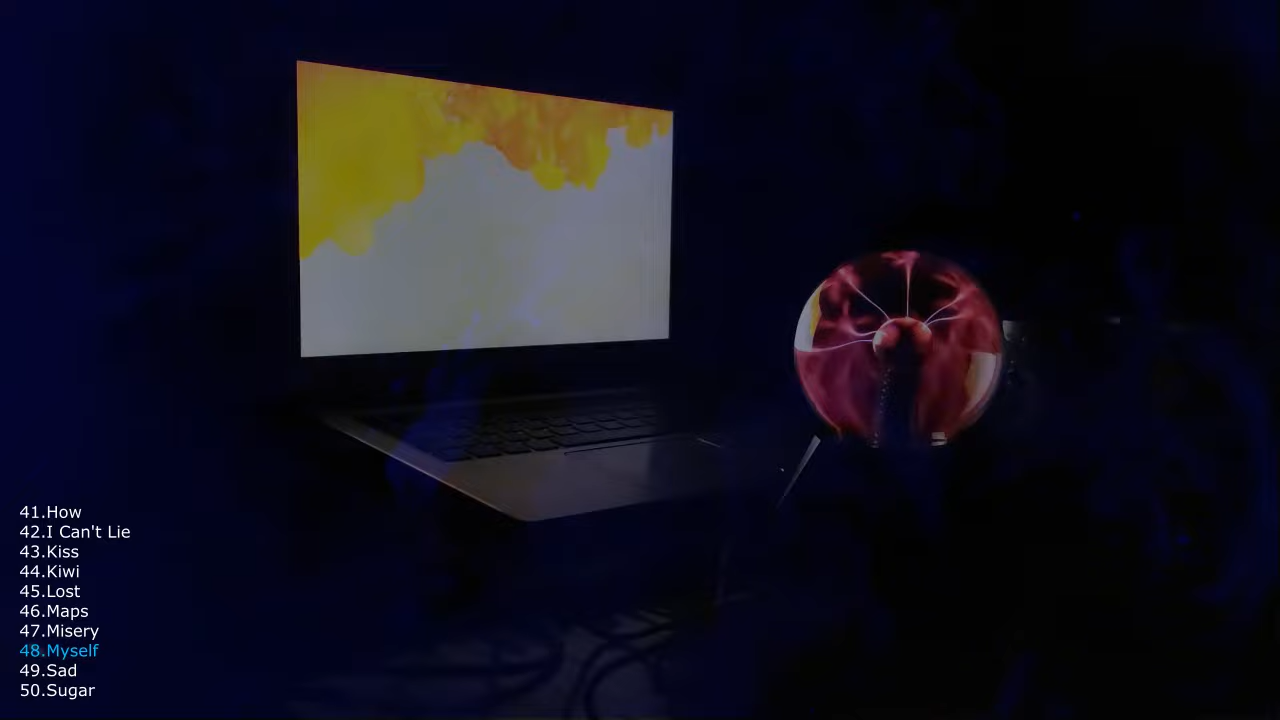 41.How
42.I Can't Lie
43.Kiss
44.Kiwi
45.Lost
46.Maps
47.Misery
48.Myself
49.Sad
50.Sugar